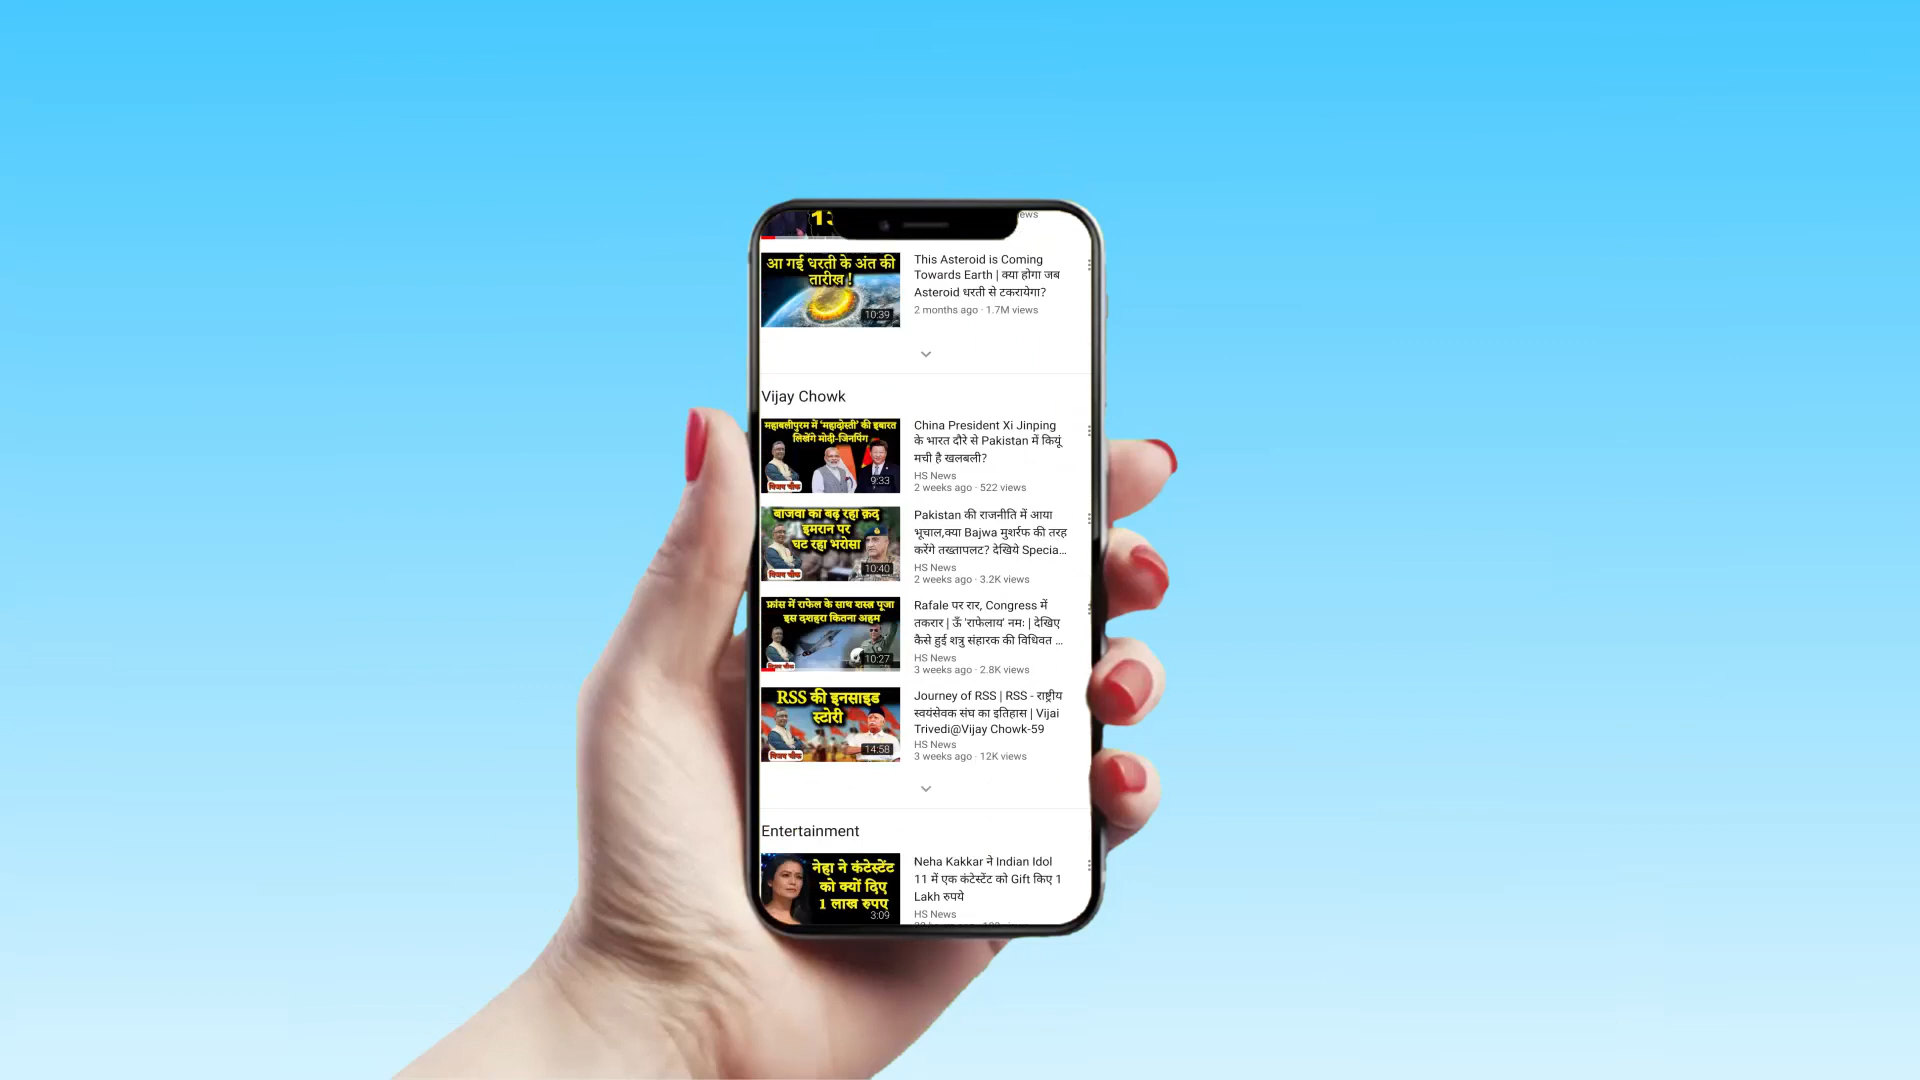 13
ews
आ गई धरती के अंत की
तारीख !
10:39
This Asteroid is Coming
Towards Earth | क्या होगा जब
Asteroid धरती से टकरायेगा?
2 months ago · 1.7M views
Vijay Chowk
महाबलीपुरम में 'महादोस्ती' की इबारत
लिखेंगे मोदी-जिनपिंग
विजय चौक
9:33
China President Xi Jinping
के भारत दौरे से Pakistan में कियूं
मची है खलबली?
HS News
2 weeks ago · 522 views
बाजवा का बढ़ रहा क़द
इमरान पर
घट रहा भरोसा
विजय चौक
10:40
Pakistan की राजनीति में आया
भूचाल,क्या Bajwa मुशर्रफ की तरह
करेंगे तख्तापलट? देखिये Specia...
HS News
2 weeks ago · 3.2K views
फ्रांस में राफेल के साथ शस्त्र पूजा
इस दशहरा कितना अहम
विजय चौक
10:27
Rafale पर रार, Congress में
तकरार | ऊँ 'राफेलाय' नमः | देखिए
कैसे हुई शत्रु संहारक की विधिवत ...
HS News
3 weeks ago · 2.8K views
RSS की इनसाइड
स्टोरी
विजय चौक
14:58
Journey of RSS | RSS - राष्ट्रीय
स्वयंसेवक संघ का इतिहास | Vijai
Trivedi@Vijay Chowk-59
HS News
3 weeks ago · 12K views
Entertainment
नेहा ने कंटेस्टेंट
को क्यों दिए
1 लाख रुपए
3:09
Neha Kakkar ने Indian Idol
11 में एक कंटेस्टेंट को Gift किए 1
Lakh रुपये
HS News